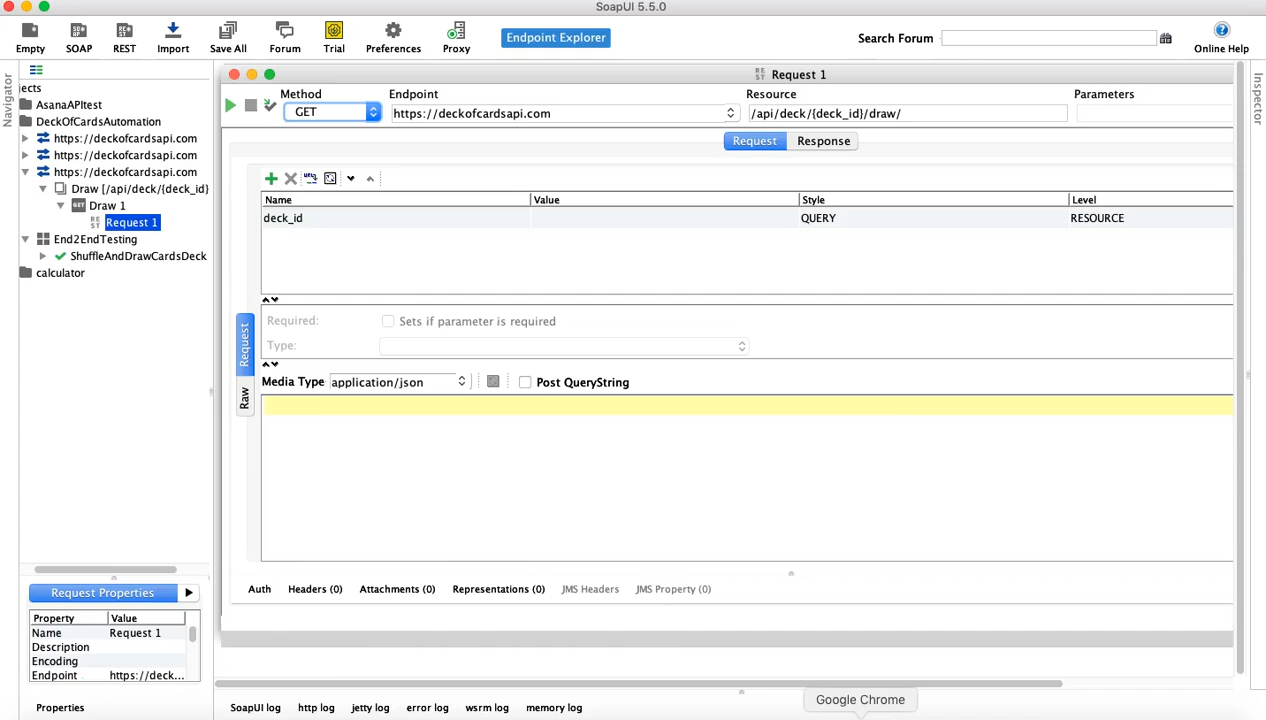 SoapUI 5.5.0
Empty SOAP REST Import Save All Forum Trial Preferences Proxy Endpoint Explorer Search Forum Online Help
Navigator
jects
AsanaAPItest
DeckOfCardsAutomation
https://deckofcardsapi.com
https://deckofcardsapi.com
https://deckofcardsapi.com
Draw [/api/deck/{deck_id}
GET Draw 1
Request 1
End2EndTesting
ShuffleAndDrawCardsDeck
calculator
Request Properties
Property Value
Name Request 1
Description
Encoding
Endpoint https://deck...
Properties
Request 1
Method Endpoint Resource Parameters
GET https://deckofcardsapi.com /api/deck/{deck_id}/draw/
Request Response
Name Value Style Level
deck_id QUERY RESOURCE
Required: Sets if parameter is required
Type:
Request
Raw
Media Type application/json Post QueryString
Auth Headers (0) Attachments (0) Representations (0) JMS Headers JMS Property (0)
SoapUI log http log jetty log error log wsrm log memory log
Google Chrome
Inspector